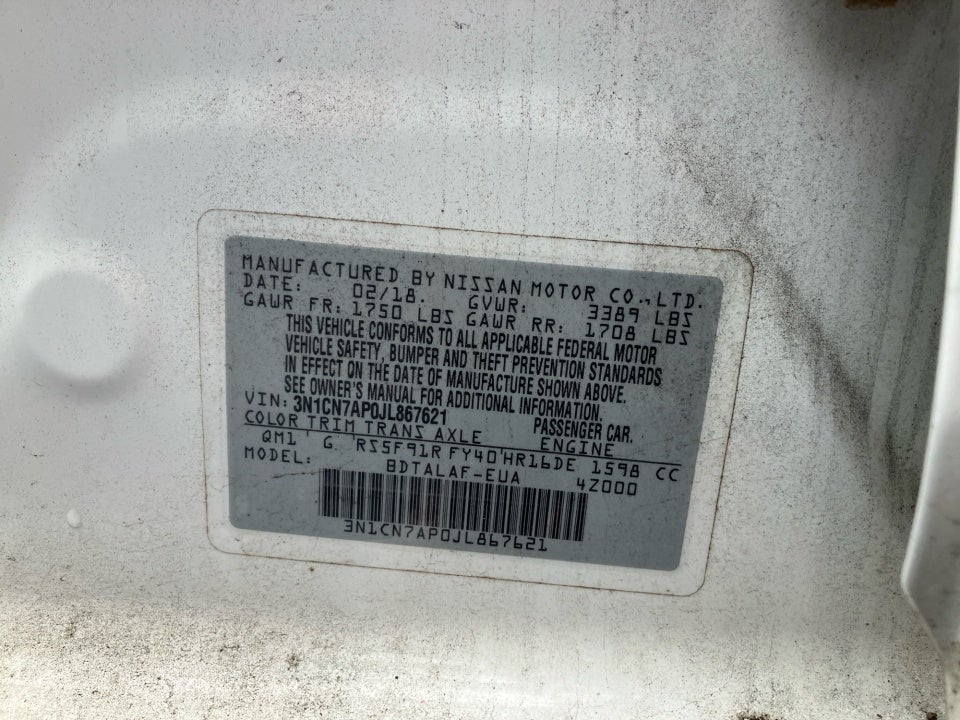 MANUFACTURED BY NISSAN MOTOR CO., LTD.
DATE: 02/18. GVWR: 3389 LBS
GAWR FR: 1750 LBS GAWR RR: 1708 LBS
THIS VEHICLE CONFORMS TO ALL APPLICABLE FEDERAL MOTOR
VEHICLE SAFETY, BUMPER AND THEFT PREVENTION STANDARDS
IN EFFECT ON THE DATE OF MANUFACTURE SHOWN ABOVE.
SEE OWNER'S MANUAL FOR ADDITIONAL INFORMATION.
VIN: 3N1CN7AP0JL867621 PASSENGER CAR.
COLOR TRIM TRANS AXLE ENGINE
QM1 G RS5F91R FY40 HR16DE 1598 CC
MODEL: BDTALAF-EUA 4Z000
3N1CN7AP0JL867621